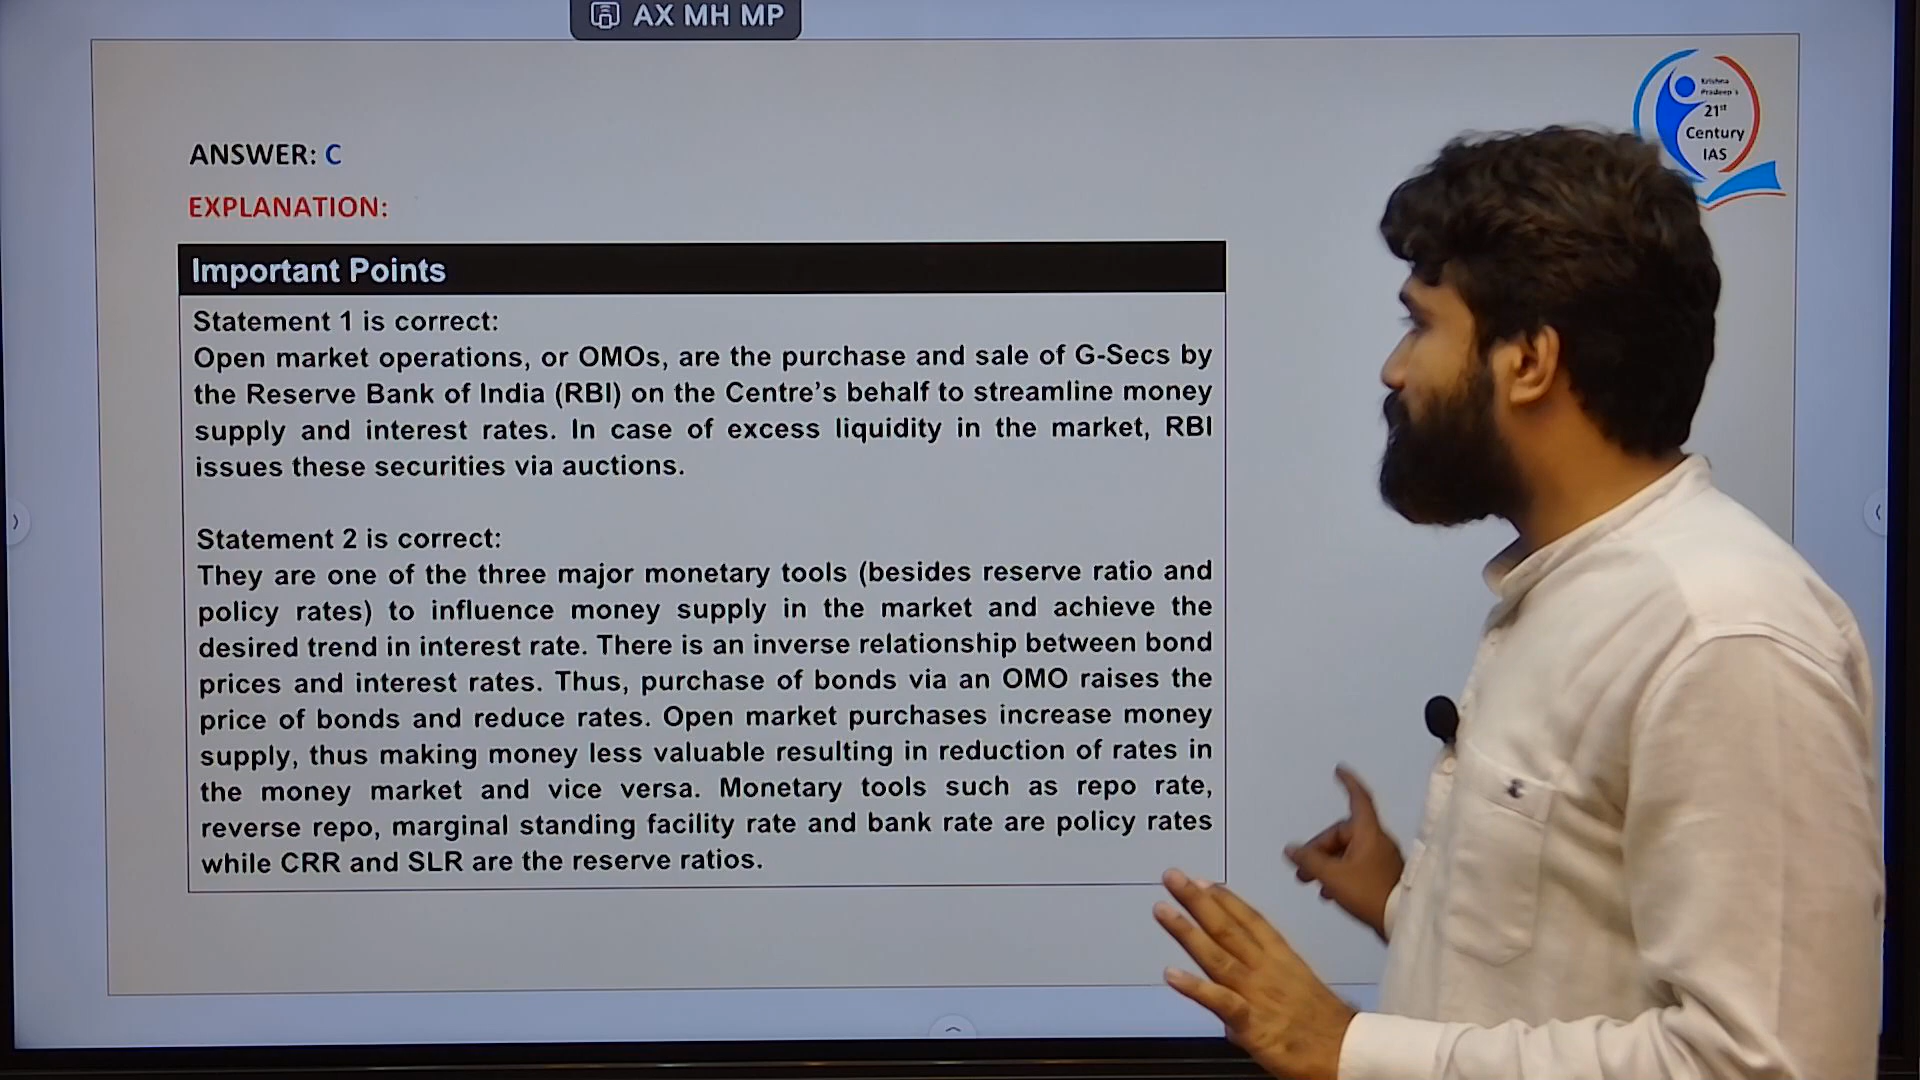 AX MH MP
Krishna
Pradeep's
21st
Century
IAS
ANSWER: C
EXPLANATION:
Important Points
Statement 1 is correct:
Open market operations, or OMOs, are the purchase and sale of G-Secs by
the Reserve Bank of India (RBI) on the Centre’s behalf to streamline money
supply and interest rates. In case of excess liquidity in the market, RBI
issues these securities via auctions.
Statement 2 is correct:
They are one of the three major monetary tools (besides reserve ratio and
policy rates) to influence money supply in the market and achieve the
desired trend in interest rate. There is an inverse relationship between bond
prices and interest rates. Thus, purchase of bonds via an OMO raises the
price of bonds and reduce rates. Open market purchases increase money
supply, thus making money less valuable resulting in reduction of rates in
the money market and vice versa. Monetary tools such as repo rate,
reverse repo, marginal standing facility rate and bank rate are policy rates
while CRR and SLR are the reserve ratios.